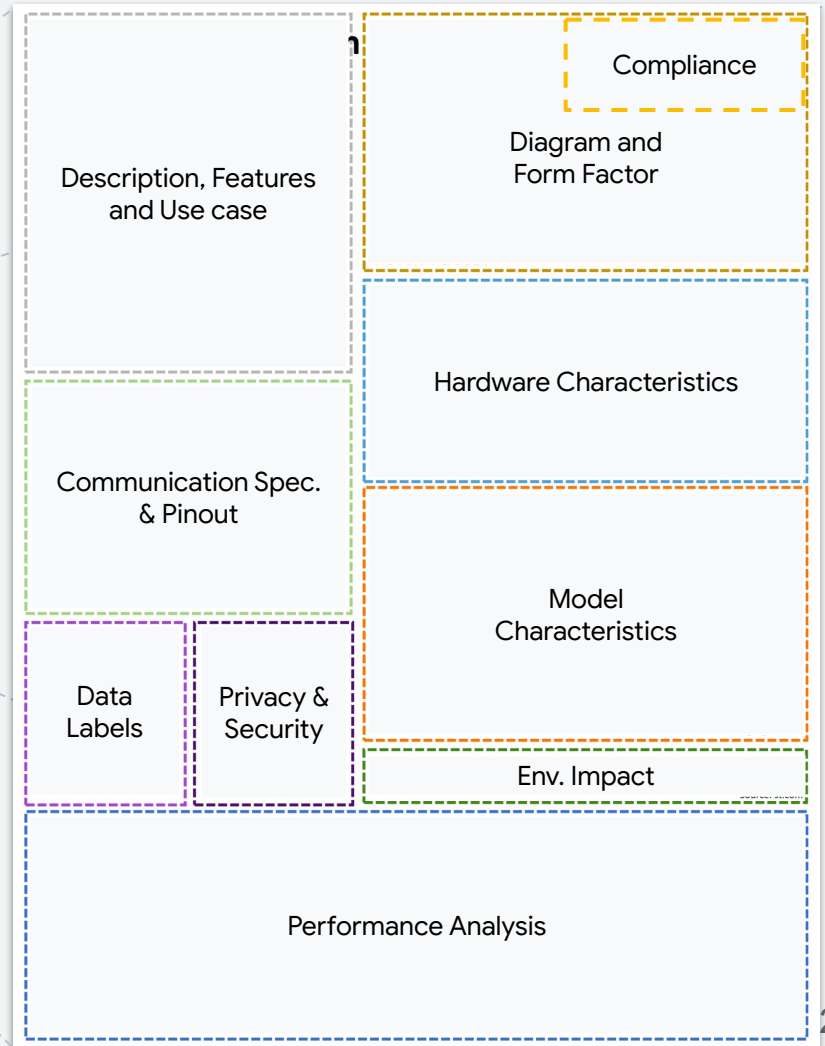 Description, Features
and Use case
Compliance
Diagram and
Form Factor
Hardware Characteristics
Communication Spec.
& Pinout
Model
Characteristics
Data
Labels
Privacy &
Security
Env. Impact
Performance Analysis